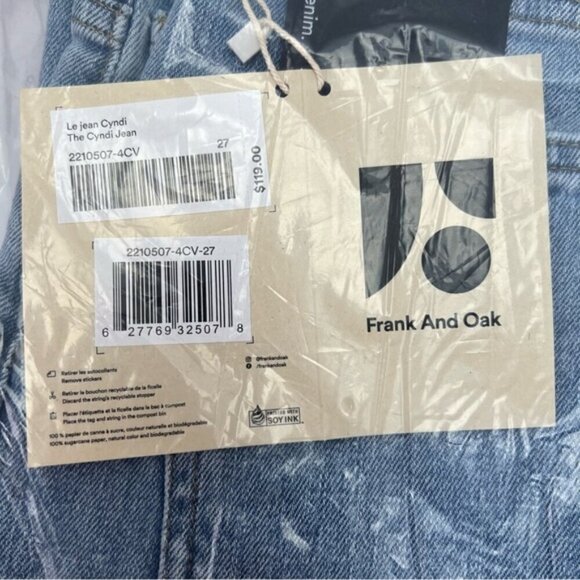 enim.
Le jean Cyndi
The Cyndi Jean
2210507-4CV
27
$119.00
2210507-4CV-27
6 27769 32507 8
Frank And Oak
@frankandoak
/frankandoak
Retirer les autocollants
Remove stickers
Retirer le bouchon recyclable de la ficelle
Discard the string's recyclable stopper
Placer l'étiquette et la ficelle dans le bac à compost
Place the tag and string in the compost bin
100 % papier de canne à sucre, couleur naturelle et biodégradable
100% sugarcane paper, natural color and biodegradable
PRINTED WITH
SOY INK